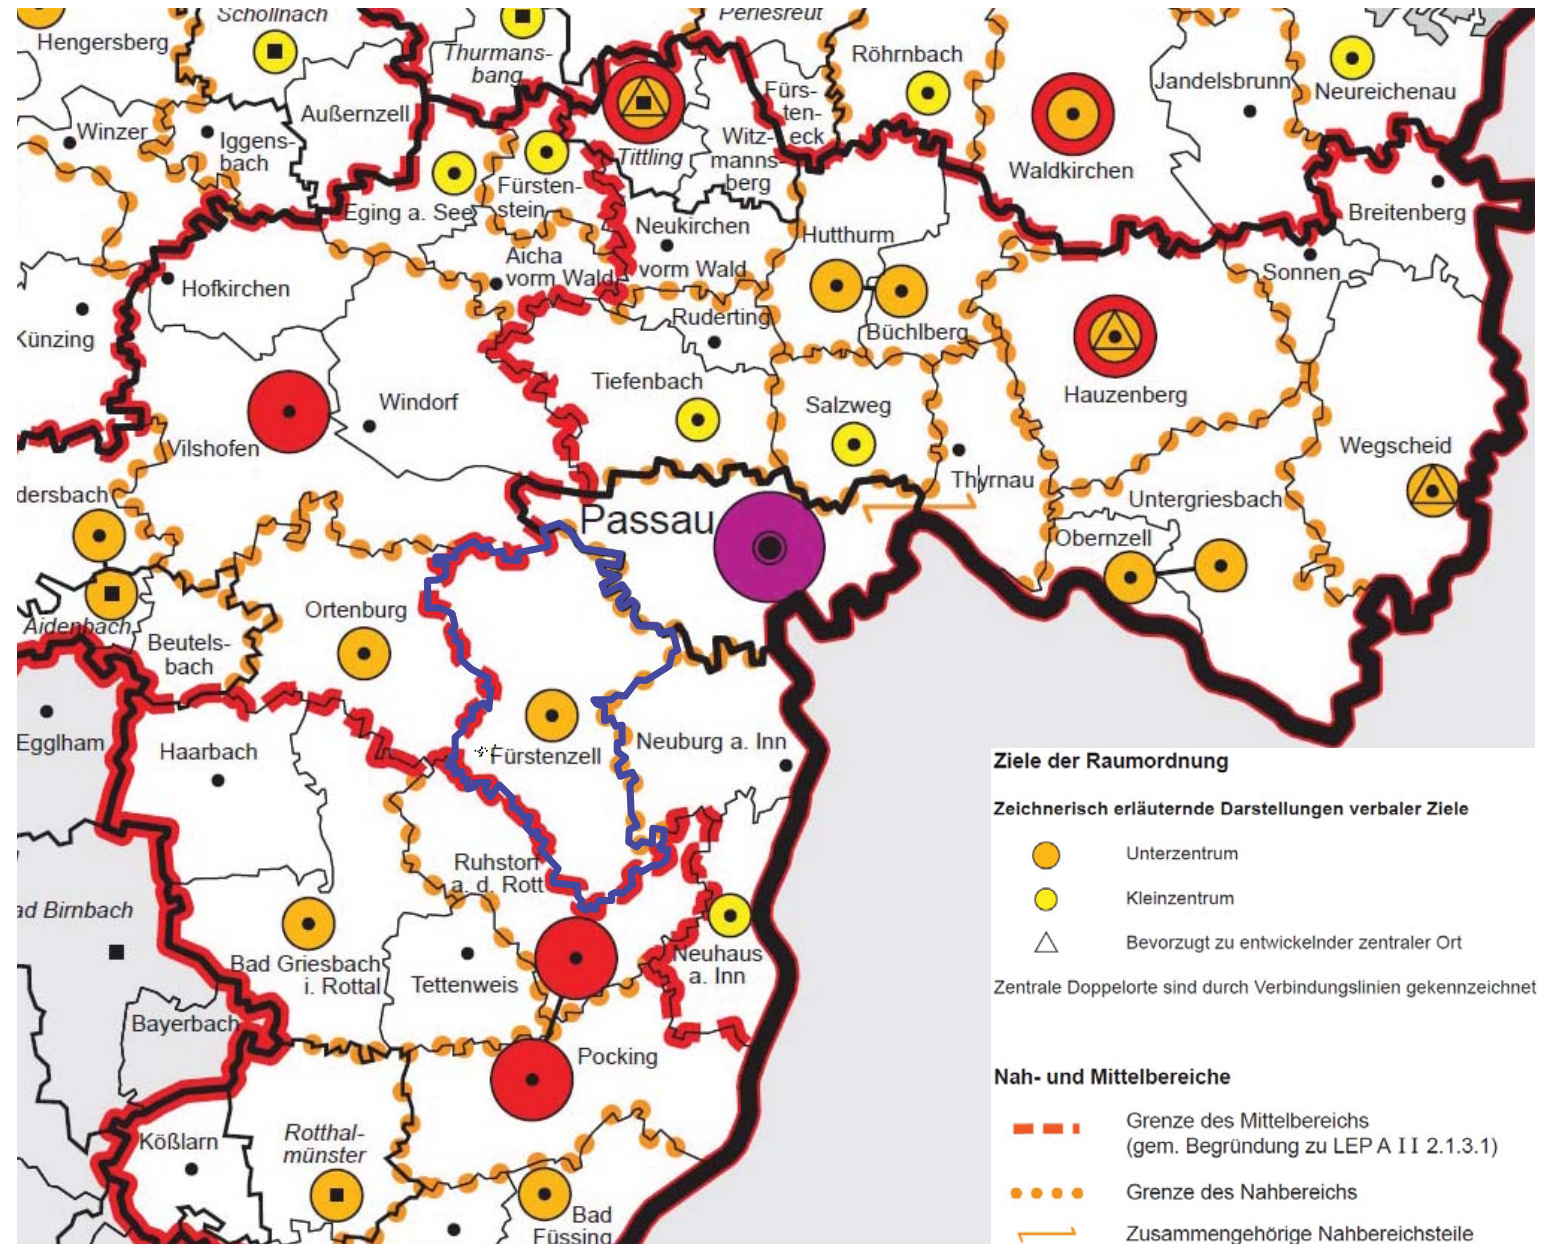 Schöllnach
Perlesreut
Hengersberg
Thurmans-
bang
Röhrnbach
Jandelsbrunn
Neureichenau
Außernzell
Fürs-
ten-
eck
Winzer
Iggens-
bach
Witz-
manns-
berg
Tittling
Waldkirchen
Fürsten-
stein
Eging a. See
Breitenberg
Neukirchen
vorm Wald
Hutthurm
Aicha
vorm Wald
Sonnen
Hofkirchen
Ruderting
Büchlberg
Künzing
Tiefenbach
Hauzenberg
Windorf
Salzweg
Vilshofen
Wegscheid
Thyrnau
dersbach
Untergriesbach
Passau
Obernzell
Ortenburg
Aidenbach
Beutels-
bach
Egglham
Haarbach
Fürstenzell
Neuburg a. Inn
Ruhstorf
a. d. Rott
ad Birnbach
Bad Griesbach
i. Rottal
Tettenweis
Neuhaus
a. Inn
Bayerbach
Pocking
Kößlarn
Rotthal-
münster
Bad
Füssing
Ziele der Raumordnung
Zeichnerisch erläuternde Darstellungen verbaler Ziele
Unterzentrum
Kleinzentrum
Bevorzugt zu entwickelnder zentraler Ort
Zentrale Doppelorte sind durch Verbindungslinien gekennzeichnet
Nah- und Mittelbereiche
Grenze des Mittelbereichs
(gem. Begründung zu LEP A II 2.1.3.1)
Grenze des Nahbereichs
Zusammengehörige Nahbereichsteile